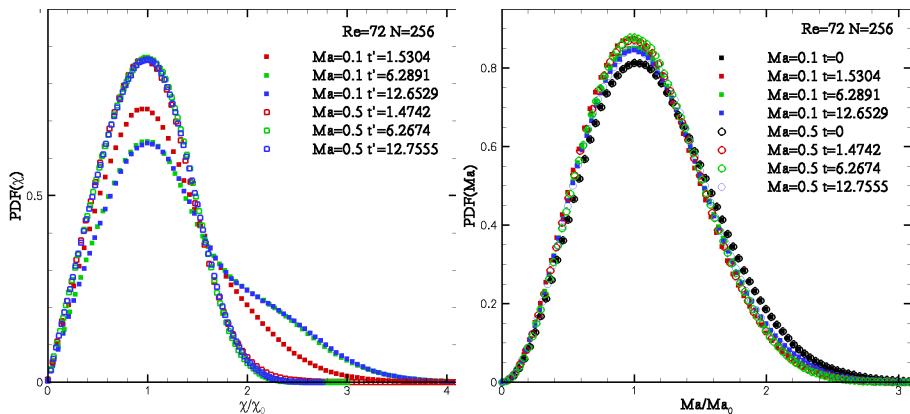 Re=72 N=256
Ma=0.1 t'=1.5304
Ma=0.1 t'=6.2891
Ma=0.1 t'=12.6529
Ma=0.5 t'=1.4742
Ma=0.5 t'=6.2674
Ma=0.5 t'=12.7555
PDF(χ)
1
0.5
0
0
1
2
3
4
χ/χ₀
Re=72 N=256
Ma=0.1 t=0
Ma=0.1 t=1.5304
Ma=0.1 t=6.2891
Ma=0.1 t=12.6529
Ma=0.5 t=0
Ma=0.5 t=1.4742
Ma=0.5 t=6.2674
Ma=0.5 t=12.7555
PDF(Ma)
0.8
0.6
0.4
0.2
0
0
1
2
3
Ma/Ma₀